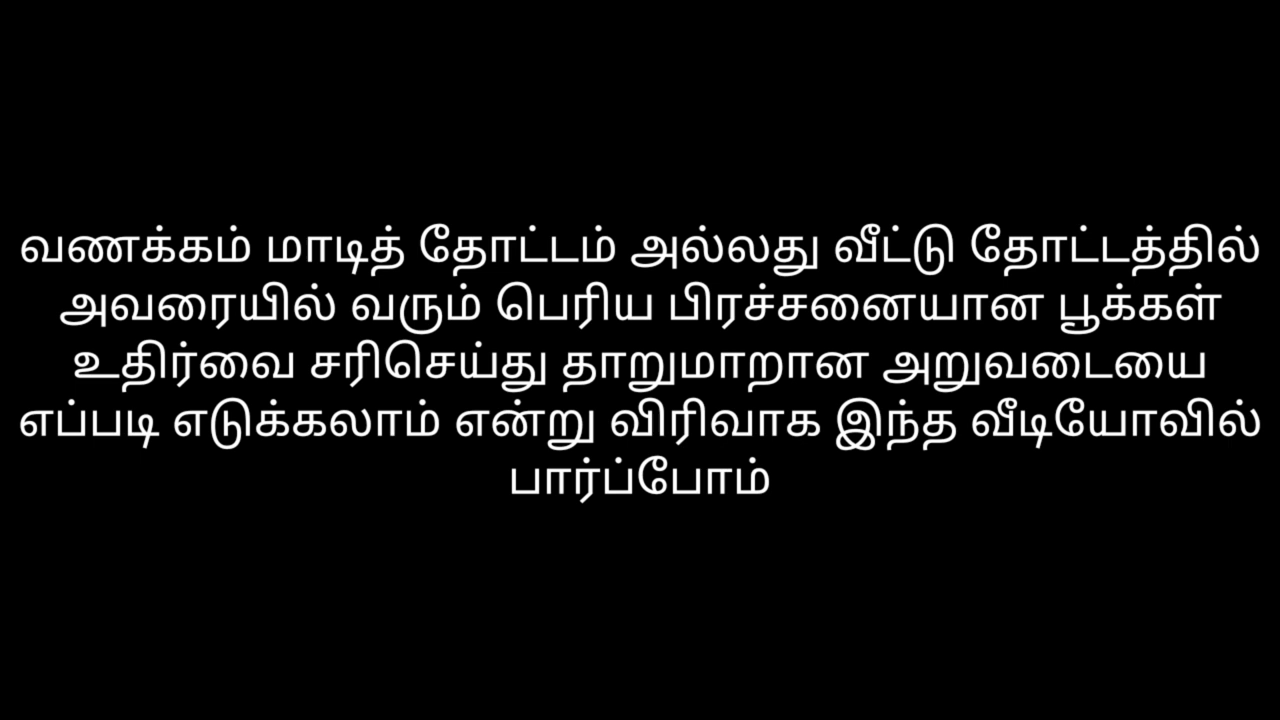 வணக்கம் மாடித் தோட்டம் அல்லது வீட்டு தோட்டத்தில்
அவரையில் வரும் பெரிய பிரச்சனையான பூக்கள்
உதிர்வை சரிசெய்து தாறுமாறான அறுவடையை
எப்படி எடுக்கலாம் என்று விரிவாக இந்த வீடியோவில்
பார்ப்போம்